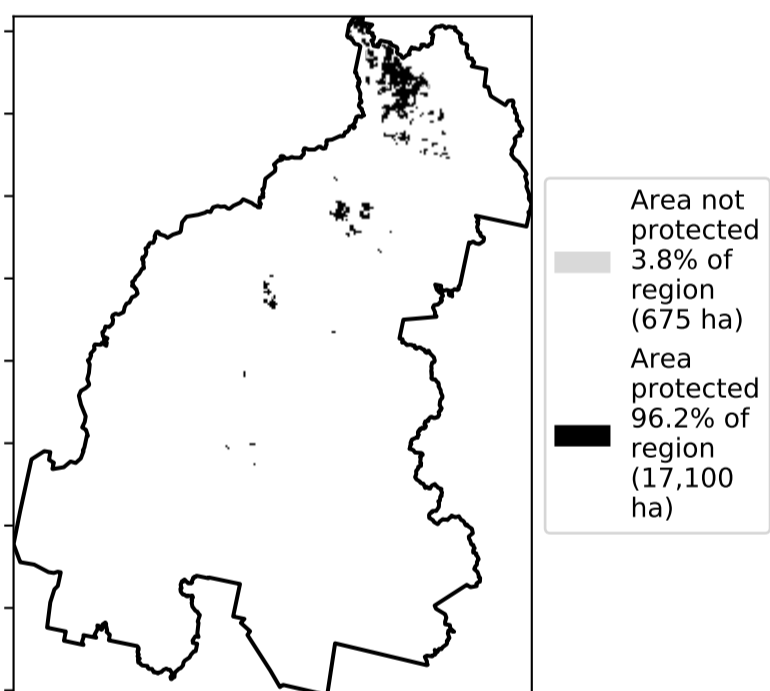 Area not
protected
3.8% of
region
(675 ha)
Area
protected
96.2% of
region
(17,100
ha)